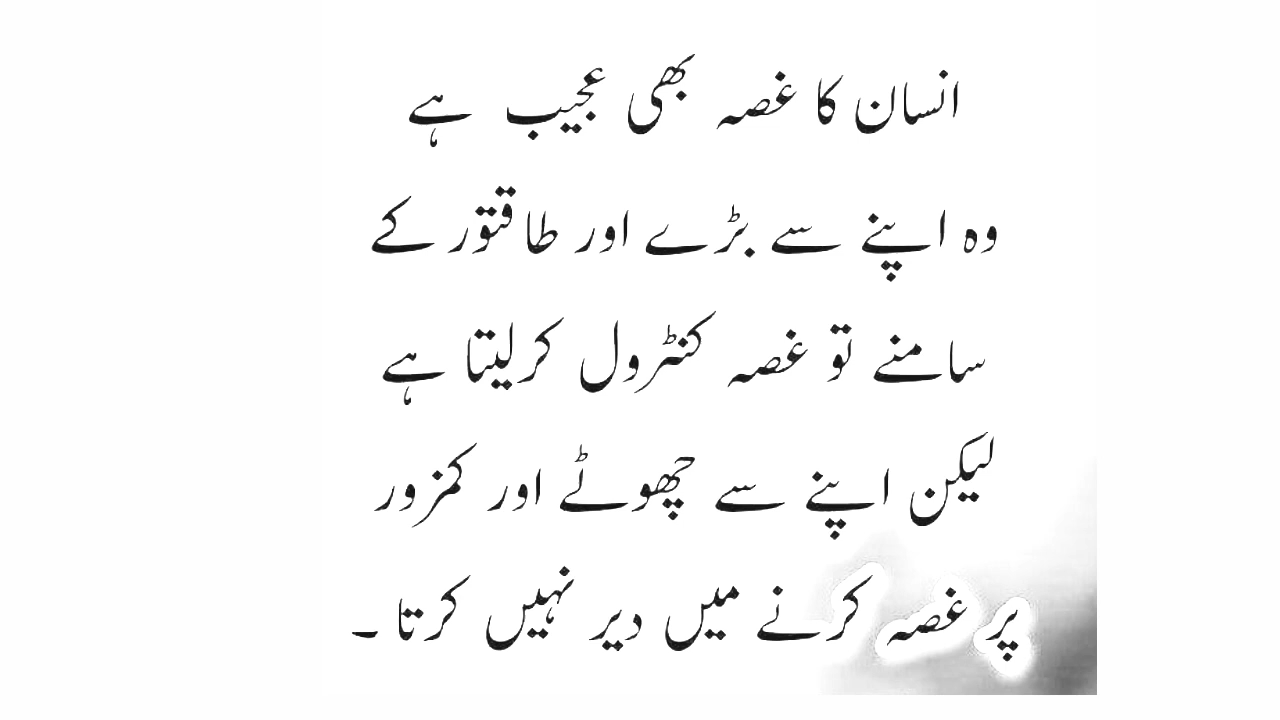 انسان کا غصہ بھی عجیب ہے
وہ اپنے سے بڑے اور طاقتور کے
سامنے تو غصہ کنٹرول کرلیتا ہے
لیکن اپنے سے چھوٹے اور کمزور
پر غصہ کرنے میں دیر نہیں کرتا ۔